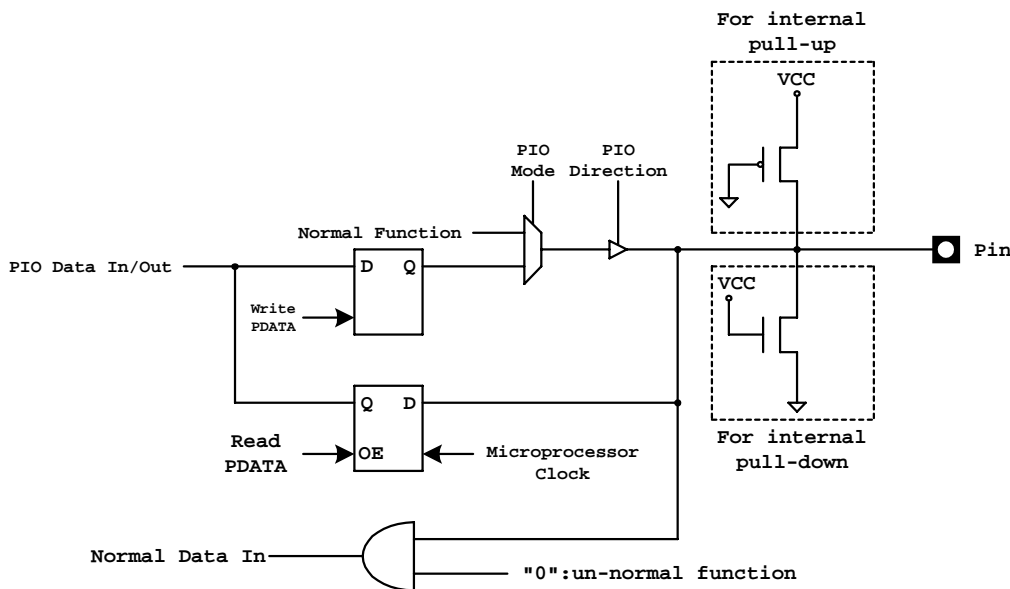 For internal
pull-up
VCC
PIO
Mode
PIO
Direction
Normal Function
PIO Data In/Out
D
Q
Pin
Write
PDATA
VCC
Q
D
Read
PDATA
OE
Microprocessor
Clock
For internal
pull-down
Normal Data In
"0":un-normal function